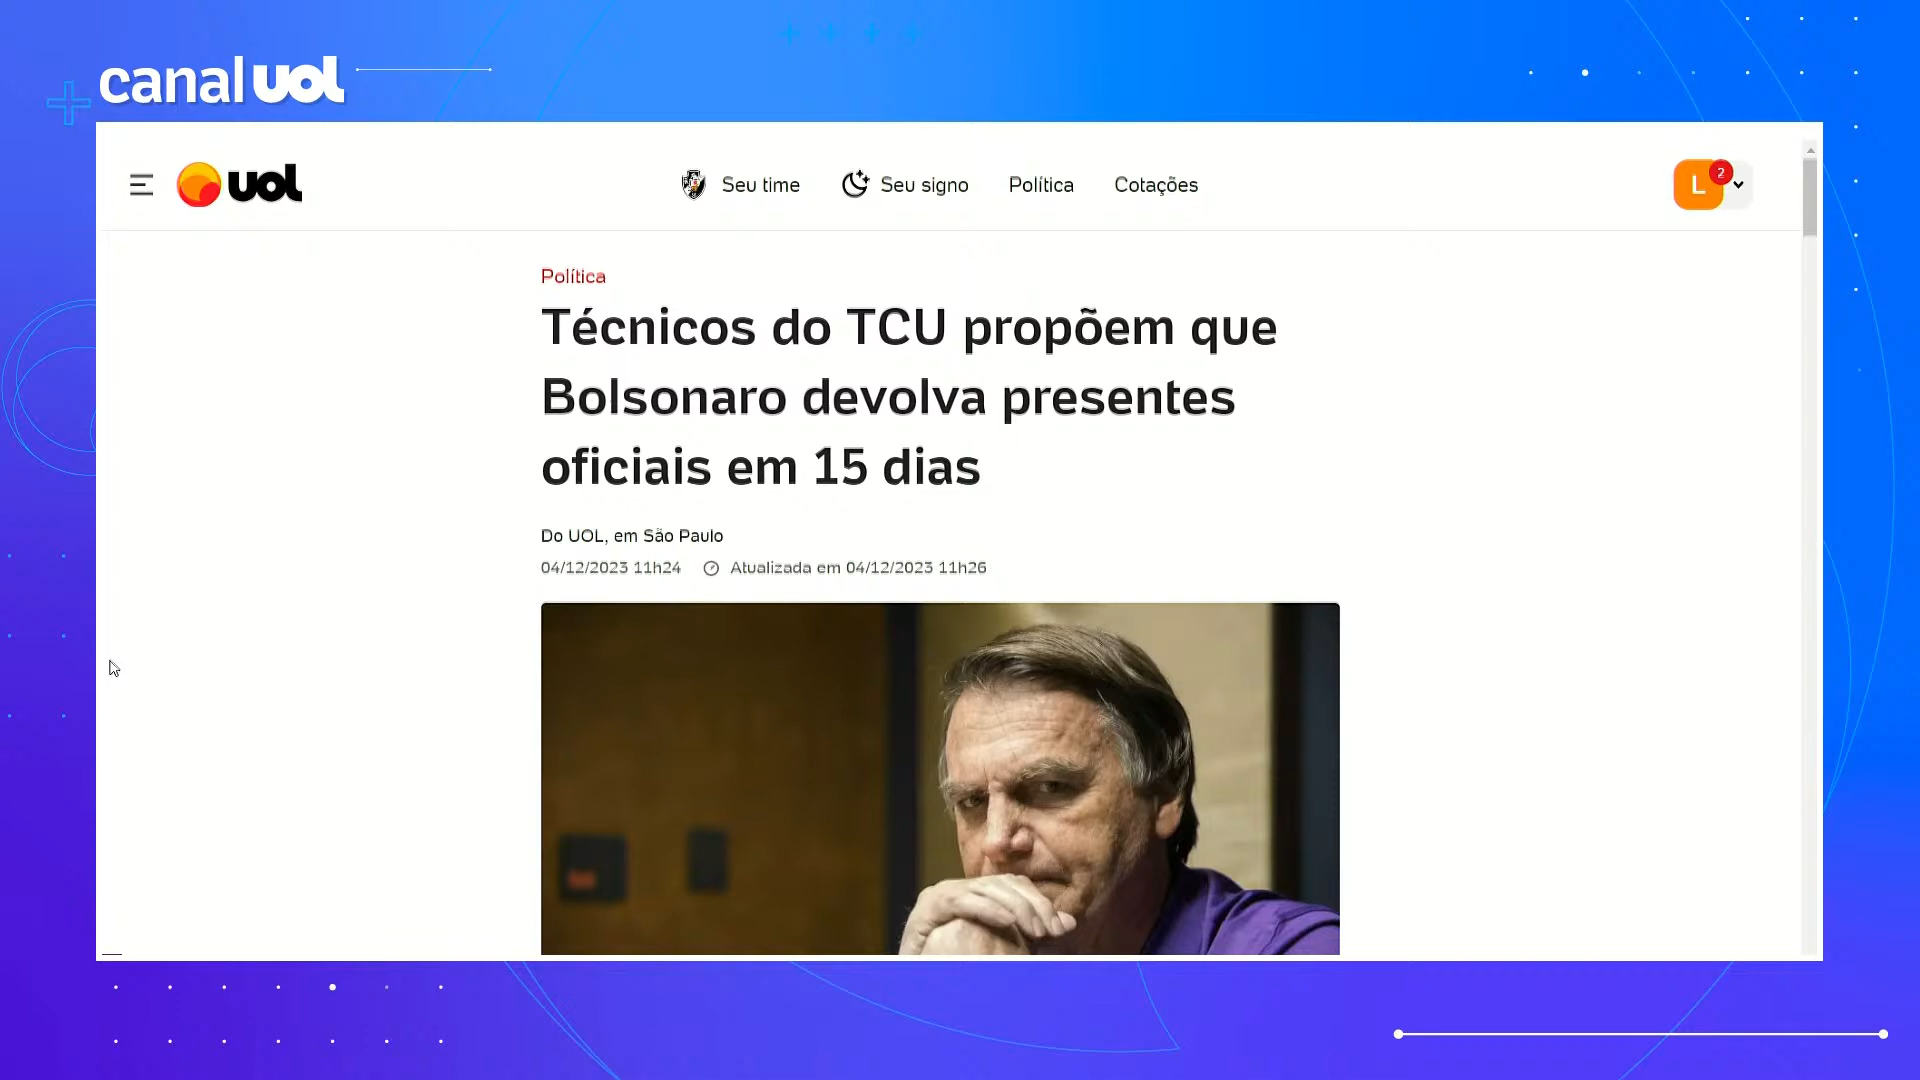 canal uol
uol
Seu time
Seu signo
Política
Cotações
L
2
Política
Técnicos do TCU propõem que
Bolsonaro devolva presentes
oficiais em 15 dias
Do UOL, em São Paulo
04/12/2023 11h24
Atualizada em 04/12/2023 11h26